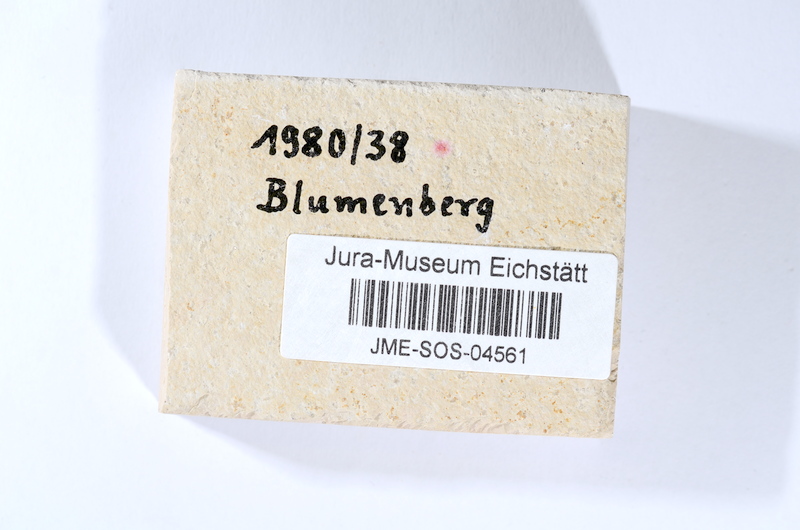 1980/38
Blumenberg
Jura-Museum Eichstätt
JME-SOS-04561